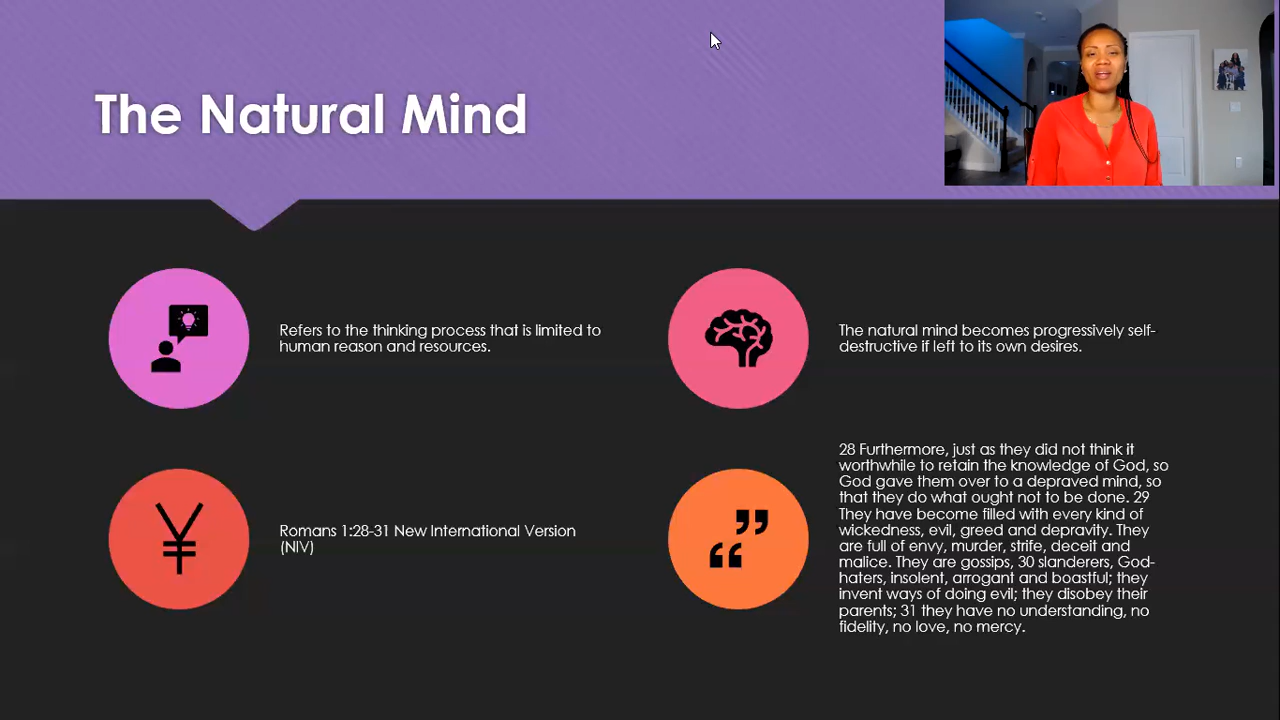 The Natural Mind
Refers to the thinking process that is limited to
human reason and resources.
The natural mind becomes progressively self-
destructive if left to its own desires.
Romans 1:28-31 New International Version
(NIV)
28 Furthermore, just as they did not think it
worthwhile to retain the knowledge of God, so
God gave them over to a depraved mind, so
that they do what ought not to be done. 29
They have become filled with every kind of
wickedness, evil, greed and depravity. They
are full of envy, murder, strife, deceit and
malice. They are gossips, 30 slanderers, God-
haters, insolent, arrogant and boastful; they
invent ways of doing evil; they disobey their
parents; 31 they have no understanding, no
fidelity, no love, no mercy.